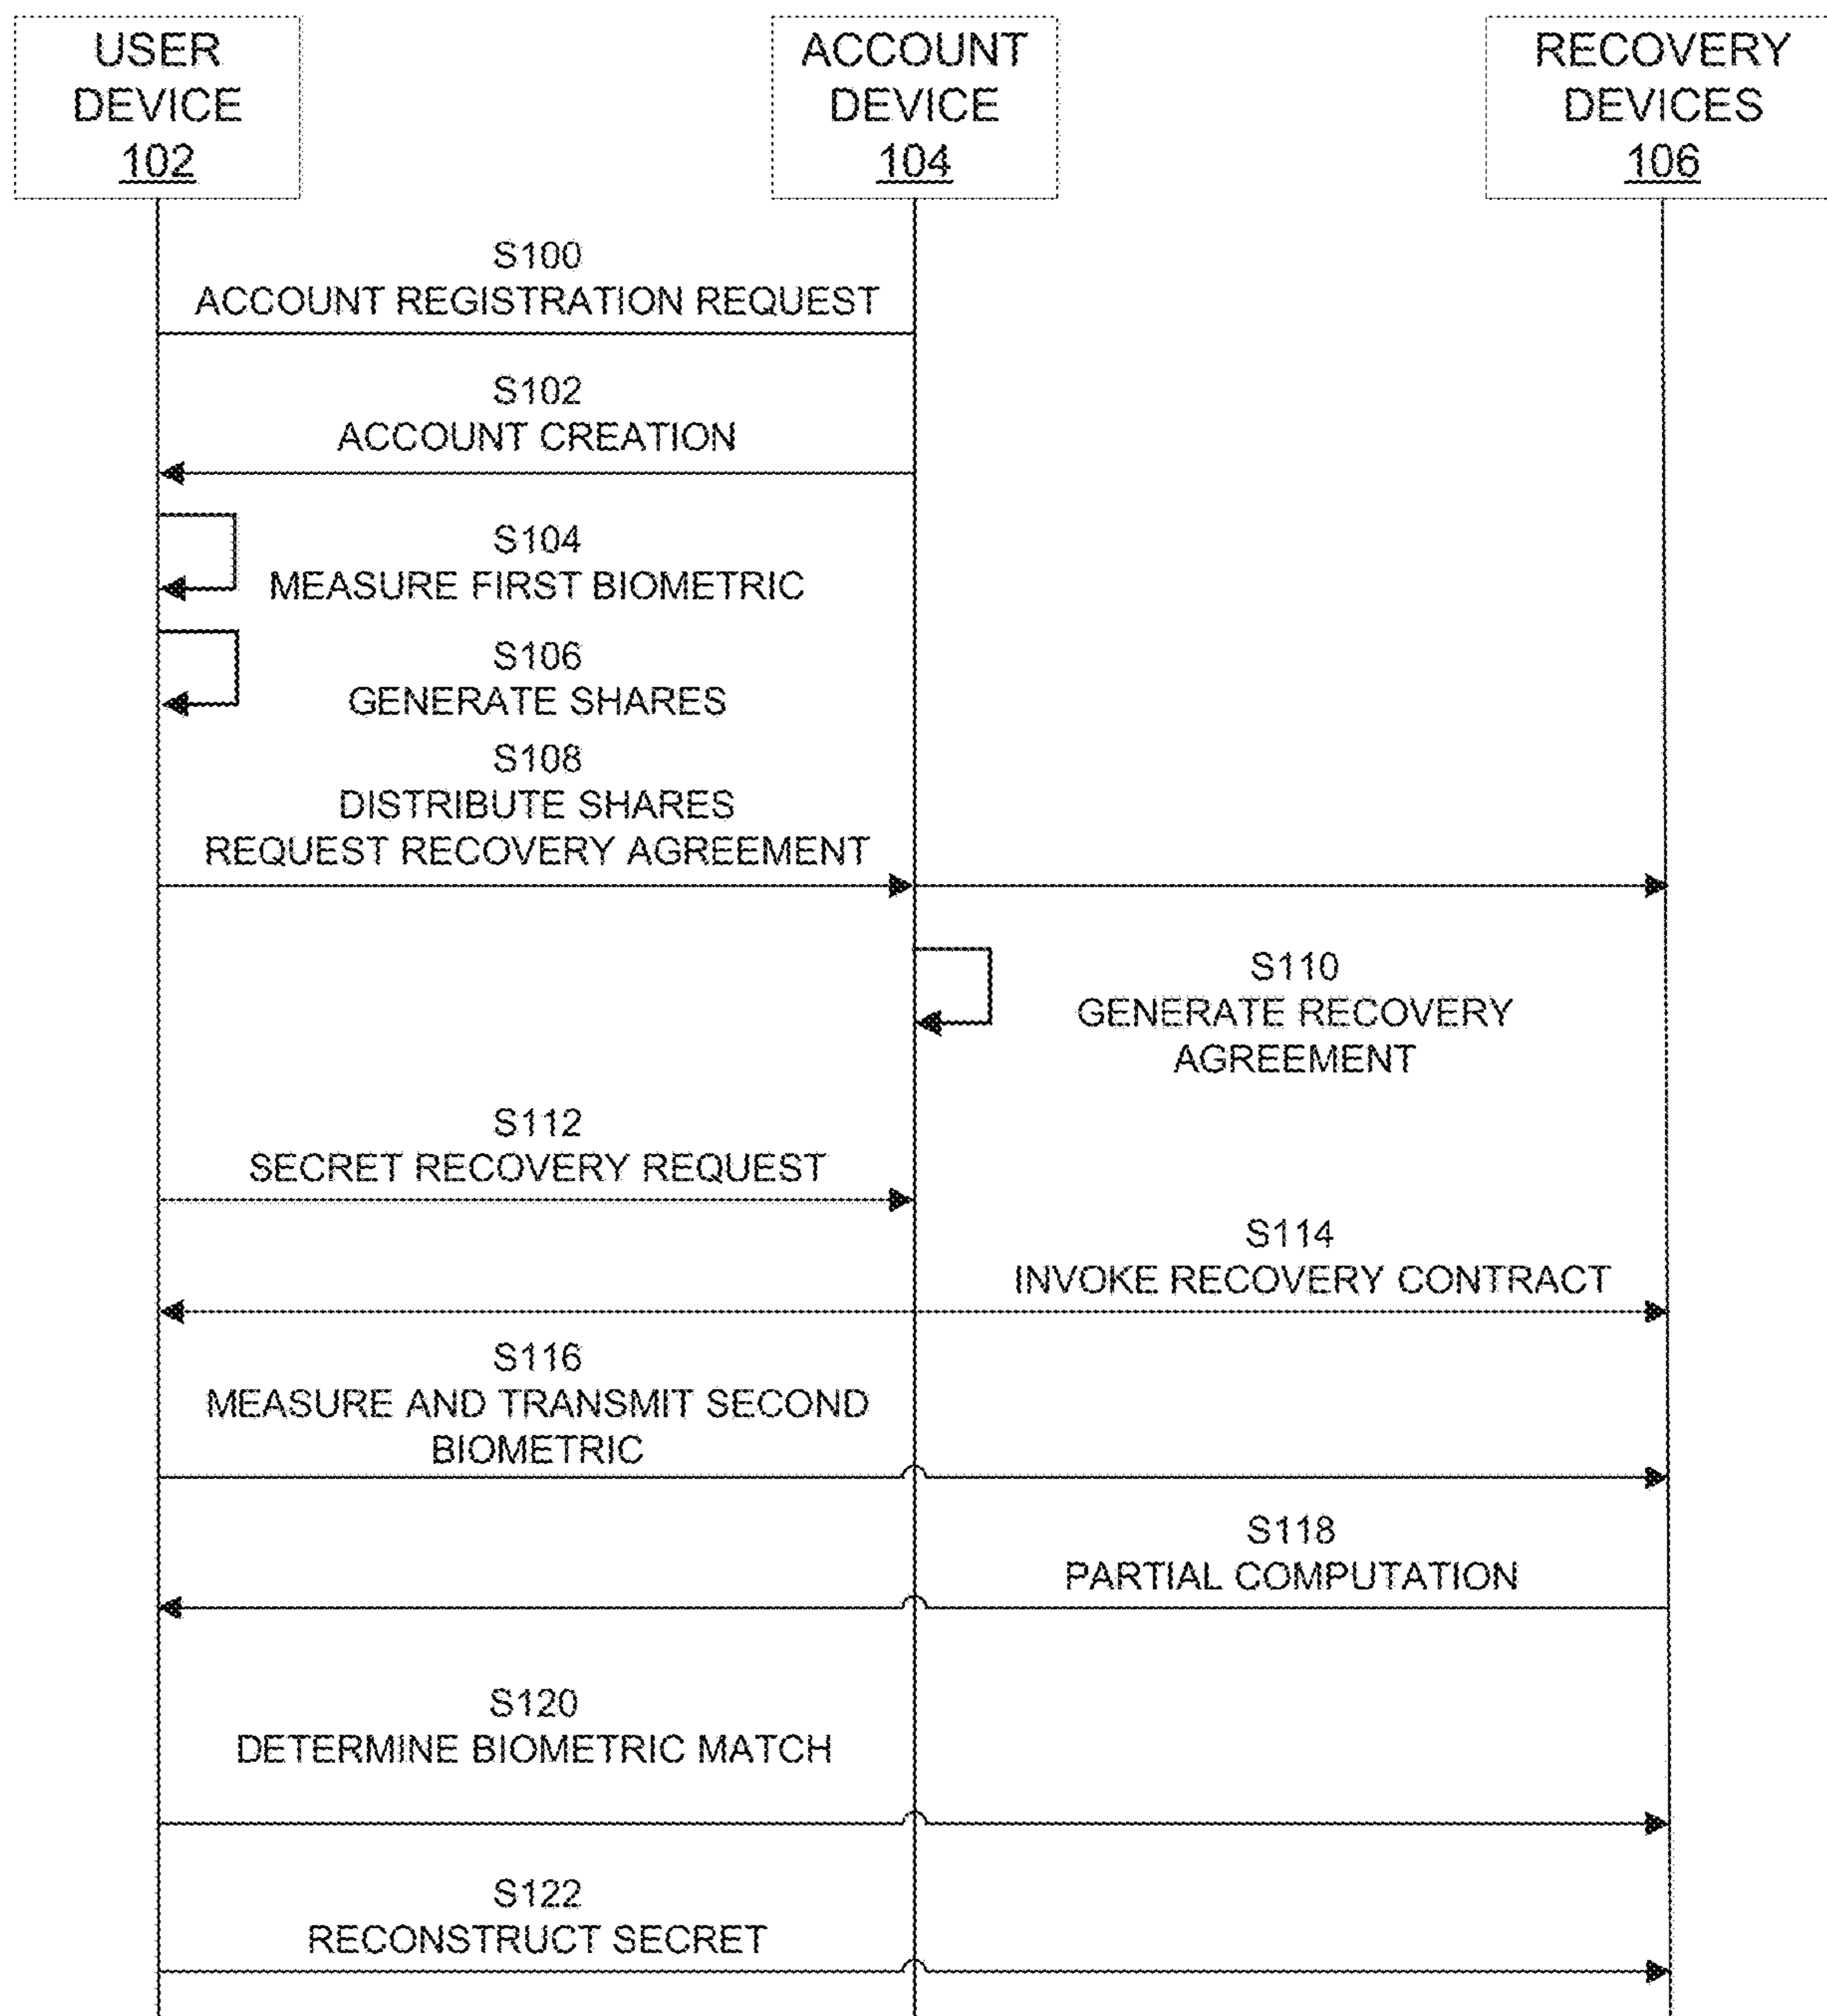 USER
DEVICE
102
ACCOUNT
DEVICE
104
RECOVERY
DEVICES
106
S100
ACCOUNT REGISTRATION REQUEST
S102
ACCOUNT CREATION
S104
MEASURE FIRST BIOMETRIC
S106
GENERATE SHARES
S108
DISTRIBUTE SHARES
REQUEST RECOVERY AGREEMENT
S110
GENERATE RECOVERY
AGREEMENT
S112
SECRET RECOVERY REQUEST
S114
INVOKE RECOVERY CONTRACT
S116
MEASURE AND TRANSMIT SECOND
BIOMETRIC
S118
PARTIAL COMPUTATION
S120
DETERMINE BIOMETRIC MATCH
S122
RECONSTRUCT SECRET